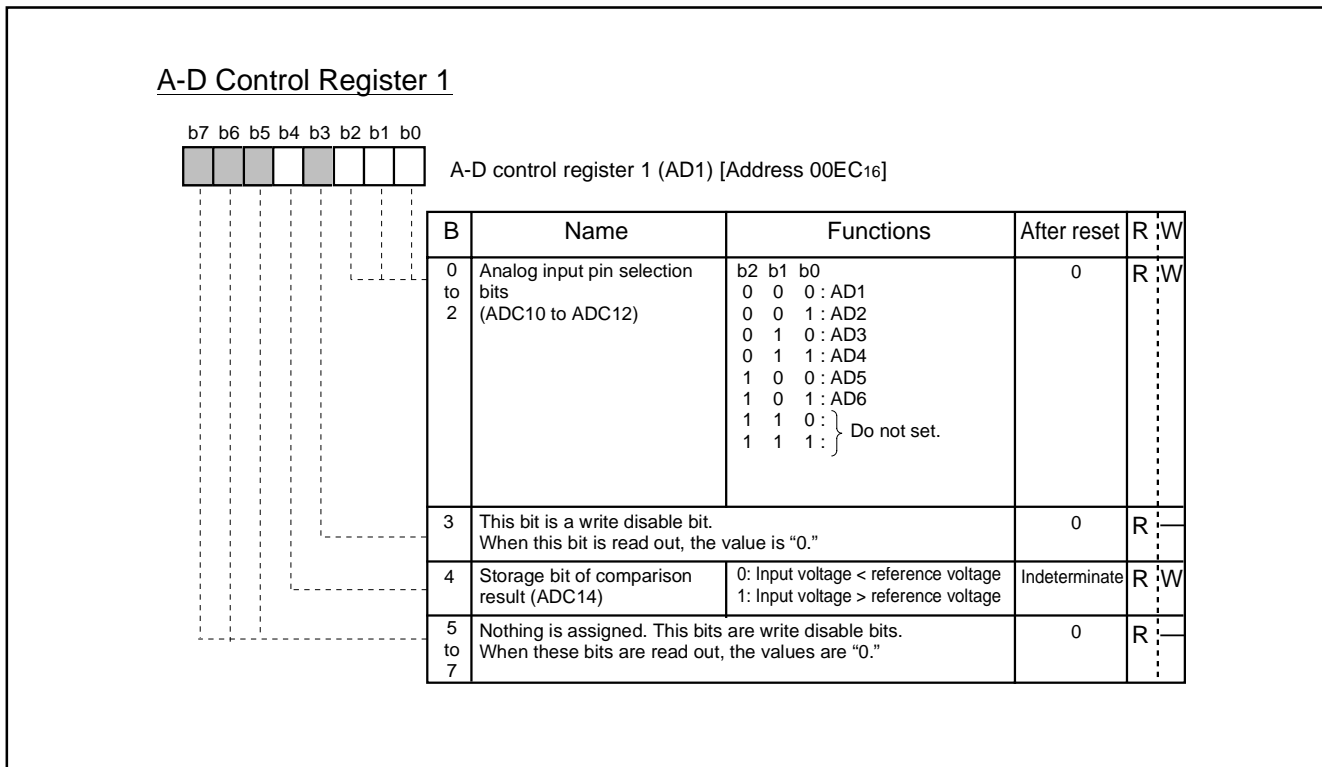 A-D Control Register 1
b7 b6 b5 b4 b3 b2 b1 b0
A-D control register 1 (AD1) [Address 00EC16]
B Name Functions After reset R W
0 to 2 Analog input pin selection bits (ADC10 to ADC12) b2 b1 b0 0 R W
0 0 0 : AD1
0 0 1 : AD2
0 1 0 : AD3
0 1 1 : AD4
1 0 0 : AD5
1 0 1 : AD6
1 1 0 :
1 1 1 : Do not set.
3 This bit is a write disable bit. 0 R —
When this bit is read out, the value is “0.”
4 Storage bit of comparison result (ADC14) 0: Input voltage < reference voltage Indeterminate R W
1: Input voltage > reference voltage
5 to 7 Nothing is assigned. This bits are write disable bits. 0 R —
When these bits are read out, the values are “0.”